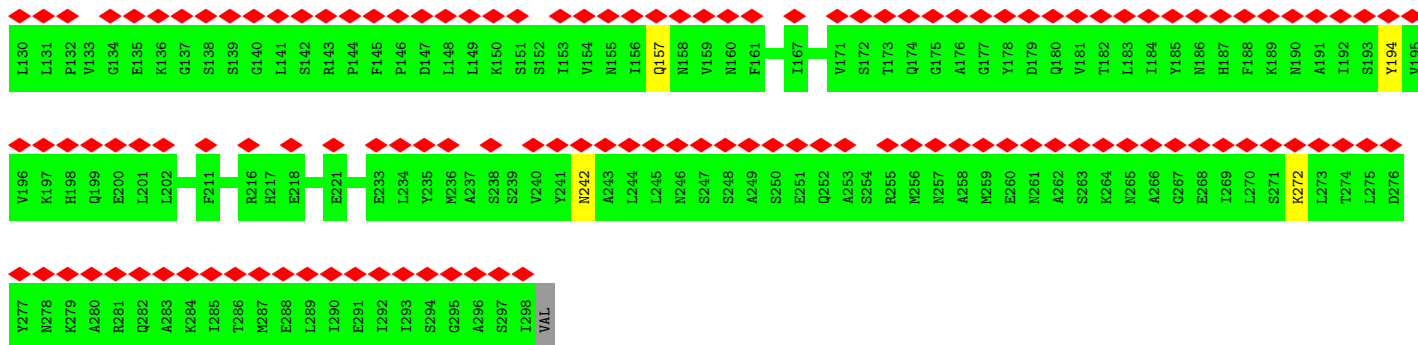 L130 L131 P132 V133 G134 E135 K136 G137 S138 S139 G140 L141 S142 R143 P144 F145 P146 D147 L148 L149 K150 S151 S152 I153 V154 N155 I156 Q157 N158 V159 N160 F161 I167 V171 S172 T173 Q174 G175 A176 G177 Y178 D179 Q180 V181 T182 L183 I184 Y185 N186 H187 F188 K189 N190 A191 I192 S193 Y194 V195
V196 K197 H198 Q199 E200 L201 L202 F211 R216 H217 E218 E221 E233 L234 Y235 M236 A237 S238 S239 V240 Y241 N242 A243 L244 L245 N246 S247 S248 A249 S250 E251 Q252 A253 S254 R255 M256 N257 A258 M259 E260 N261 A262 S263 K264 N265 A266 G267 E268 I269 L270 S271 K272 L273 T274 L275 D276
Y277 N278 K279 A280 R281 Q282 A283 K284 I285 T286 M287 E288 L289 I290 E291 I292 I293 S294 G295 A296 S297 I298 VAL